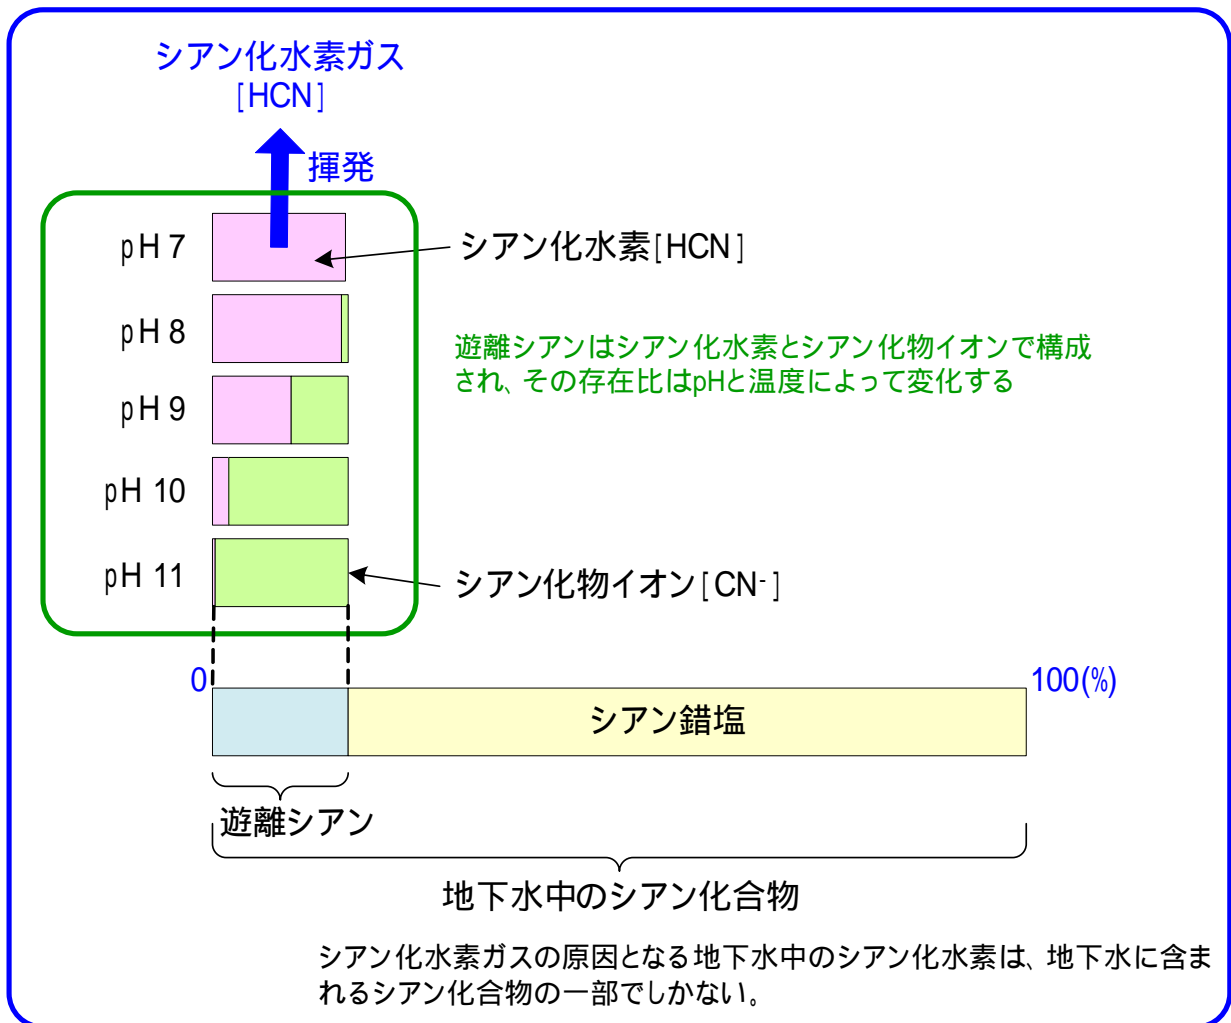 シアン化水素ガス
[HCN]
揮発
pH 7
シアン化水素[HCN]
pH 8
遊離シアンはシアン化水素とシアン化物イオンで構成
され、その存在比はpHと温度によって変化する
pH 9
pH 10
pH 11
シアン化物イオン[CN-]
0
100(%)
シアン錯塩
遊離シアン
地下水中のシアン化合物
シアン化水素ガスの原因となる地下水中のシアン化水素は、地下水に含ま
れるシアン化合物の一部でしかない。